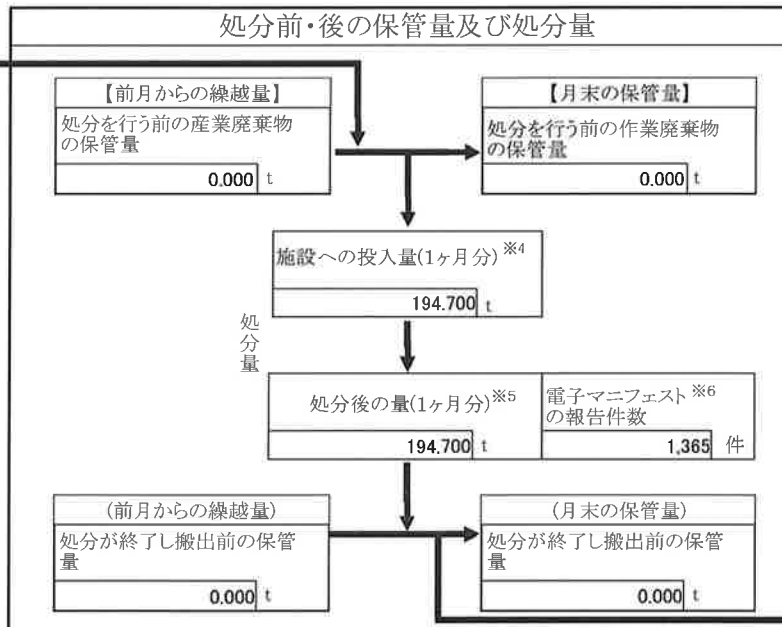 処分前・後の保管量及び処分量
【前月からの繰越量】
処分を行う前の産業廃棄物
の保管量
0.000 t
【月末の保管量】
処分を行う前の作業廃棄物
の保管量
0.000 t
施設への投入量(1ヶ月分)※4
194.700 t
処分量
処分後の量(1ヶ月分)※5
194.700 t
電子マニフェスト※6
の報告件数
1,365 件
(前月からの繰越量)
処分が終了し搬出前の保管
量
0.000 t
(月末の保管量)
処分が終了し搬出前の保管
量
0.000 t